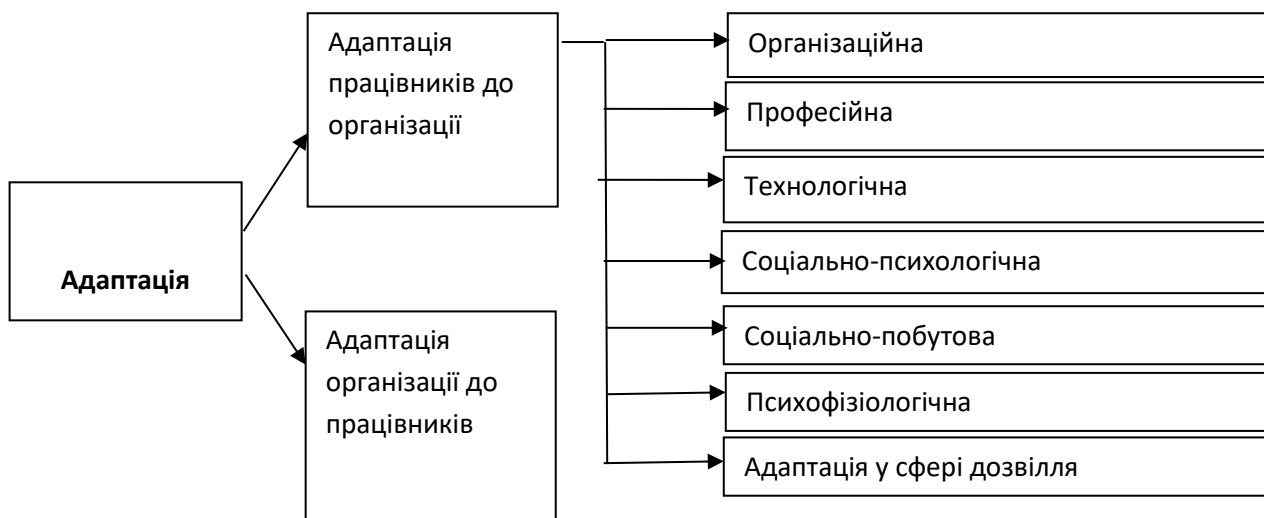 Адаптація
Адаптація
працівників до
організації
Адаптація
організації до
працівників
Організаційна
Професійна
Технологічна
Соціально-психологічна
Соціально-побутова
Психофізіологічна
Адаптація у сфері дозвілля